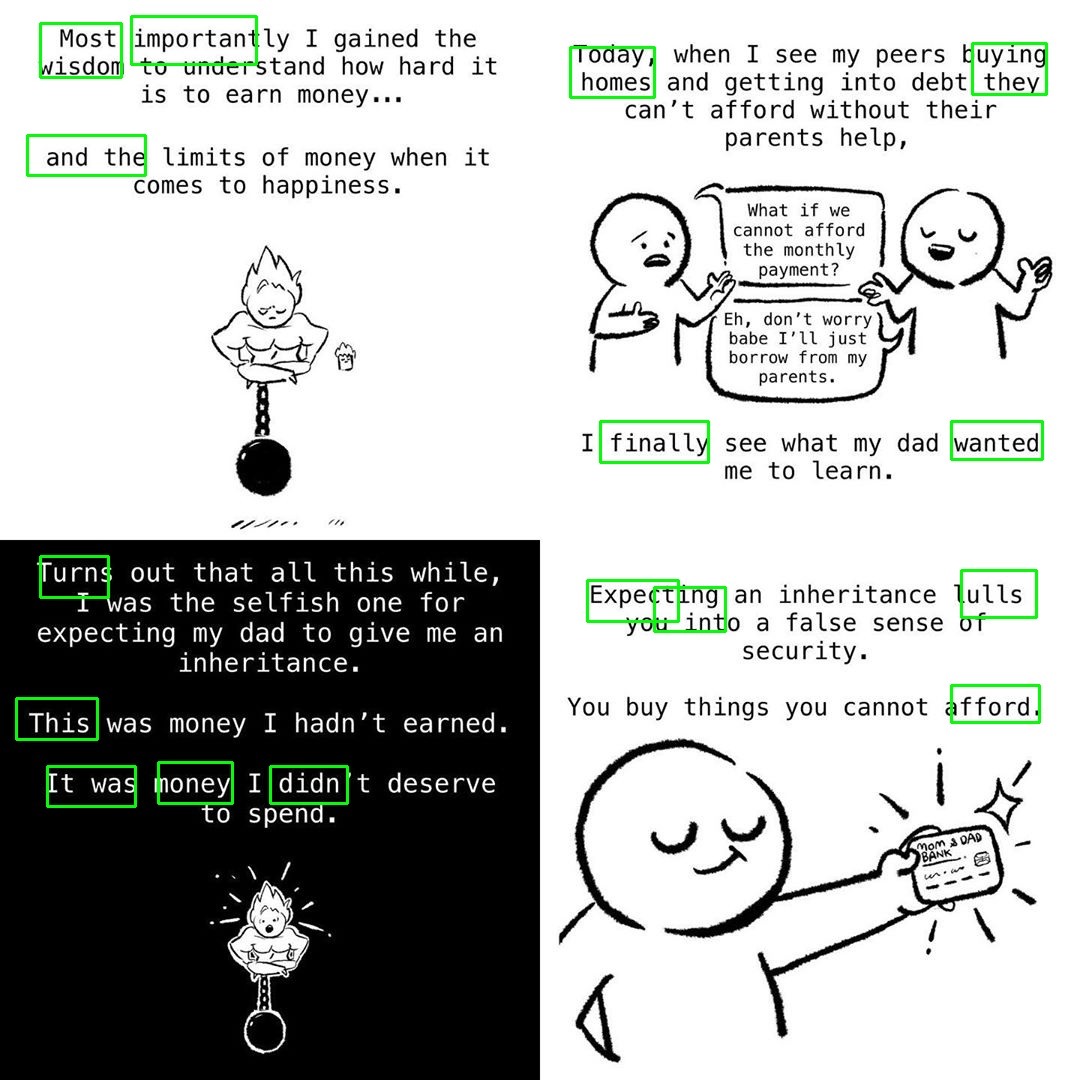 Most importantly I gained the
wisdom to understand how hard it
is to earn money...
and the limits of money when it
comes to happiness.
Today, when I see my peers buying
homes and getting into debt they
can't afford without their
parents help,
What if we
cannot afford
the monthly
payment?
Eh, don't worry
babe I'll just
borrow from my
parents.
I finally see what my dad wanted
me to learn.
Turns out that all this while,
I was the selfish one for
expecting my dad to give me an
inheritance.
This was money I hadn't earned.
It was money I didn't deserve
to spend.
Expecting an inheritance lulls
you into a false sense of
security.
You buy things you cannot afford.
MOM & DAD
BANK